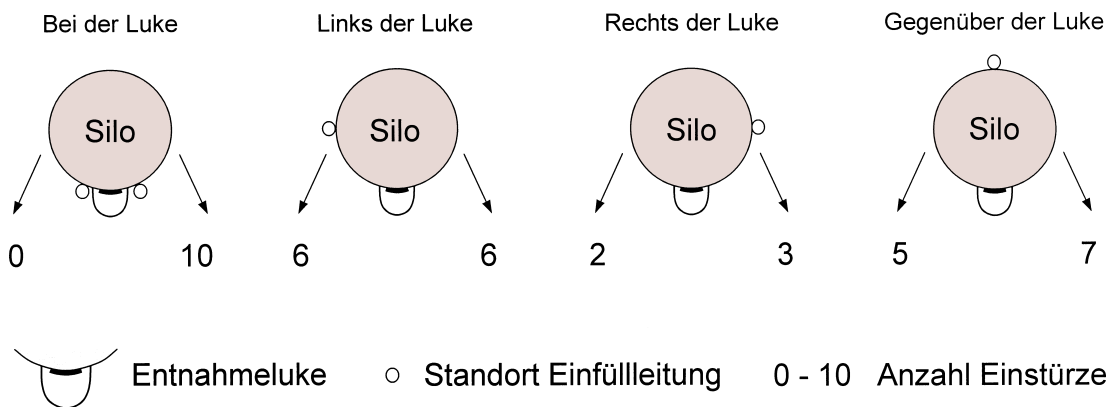 Bei der Luke Links der Luke Rechts der Luke Gegenüber der Luke
Silo Silo Silo Silo
0 10 6 6 2 3 5 7
Entnahmeluke Standort Einfüllleitung 0 - 10 Anzahl Einstürze